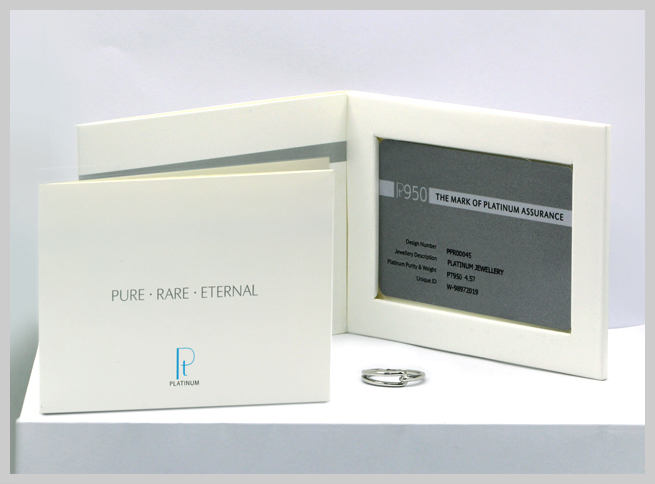 PURE · RARE · ETERNAL
Pt
PLATINUM
Pt950 THE MARK OF PLATINUM ASSURANCE
Design Number PPR00045
Jewellery Description PLATINUM JEWELLERY
Platinum Purity & Weight PT950 4.57
Unique ID W-98972019